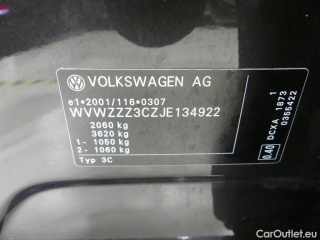 VOLKSWAGEN AG
e1*2001/116*0307
WVWZZZ3CZJE134922
2060 kg
3620 kg
1- 1050 kg
2- 1060 kg
Typ 3C
DCXA 1873 1
0366422
0.40
© CarOutlet.eu